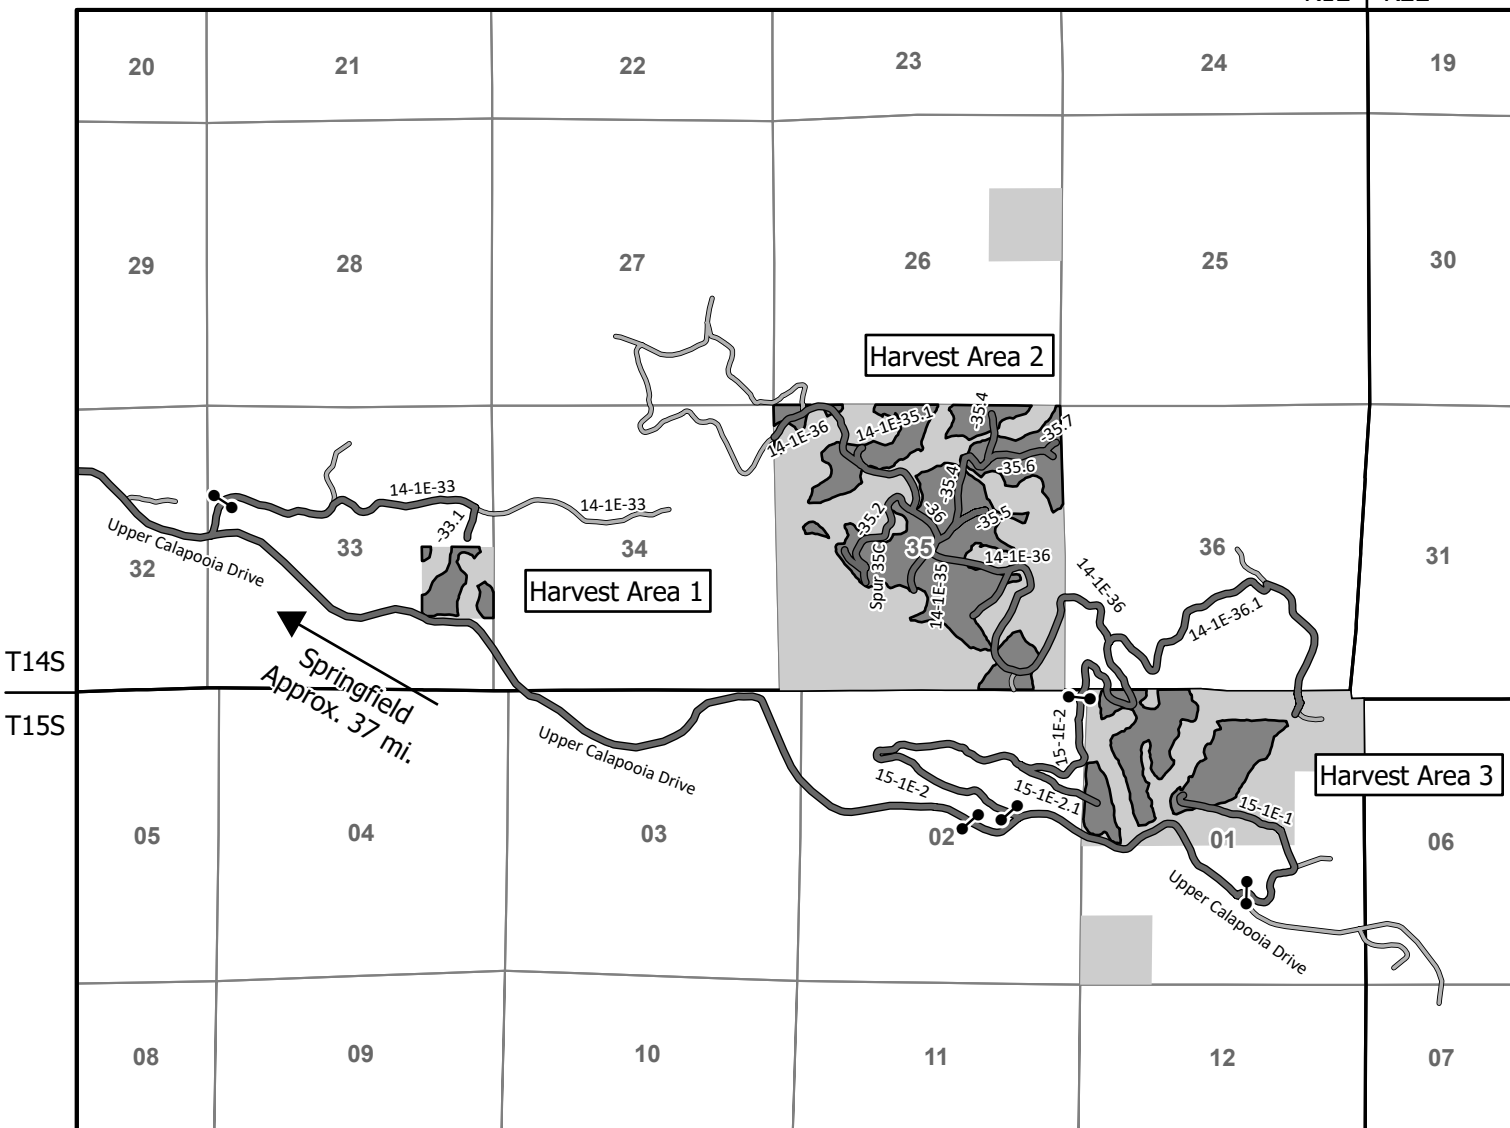 20
21
22
23
24
19
29
28
27
26
25
30
Harvest Area 2
14-1E-36
14-1E-35.1
-35.4
-35.7
-35.6
-35.4
14-1E-33
14-1E-33
-33.1
-35.2
-36
-35.5
Upper Calapooia Drive
32
33
34
35
36
31
14-1E-36
Spur 35C
14-1E-35
14-1E-36
14-1E-36.1
Harvest Area 1
T14S
T15S
Springfield
Approx. 37 mi.
Upper Calapooia Drive
15-1E-2
15-1E-2
15-1E-2.1
15-1E-1
Harvest Area 3
05
04
03
02
01
06
Upper Calapooia Drive
08
09
10
11
12
07